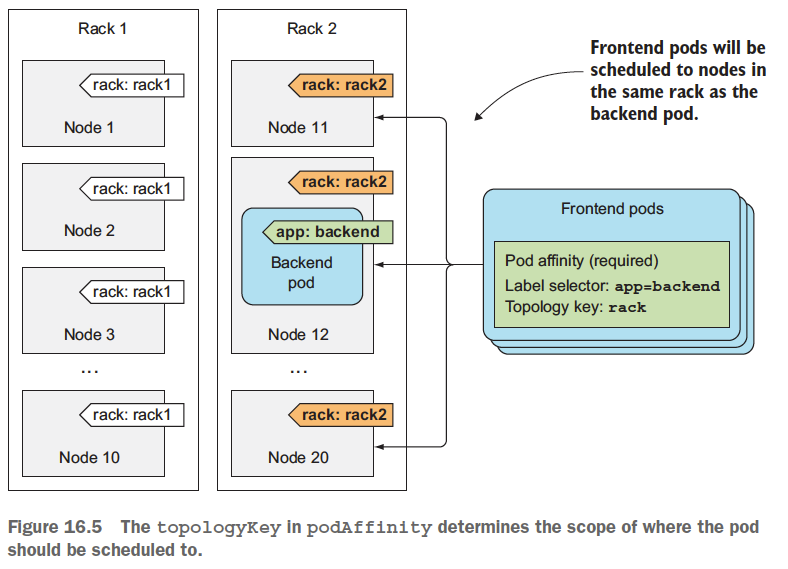 Rack 1
rack: rack1
Node 1
rack: rack1
Node 2
rack: rack1
Node 3
...
rack: rack1
Node 10
Rack 2
rack: rack2
Node 11
rack: rack2
app: backend
Backend
pod
Node 12
...
rack: rack2
Node 20
Frontend pods will be
scheduled to nodes in
the same rack as the
backend pod.
Frontend pods
Pod affinity (required)
Label selector: app=backend
Topology key: rack
Figure 16.5 The topologyKey in podAffinity determines the scope of where the pod
should be scheduled to.